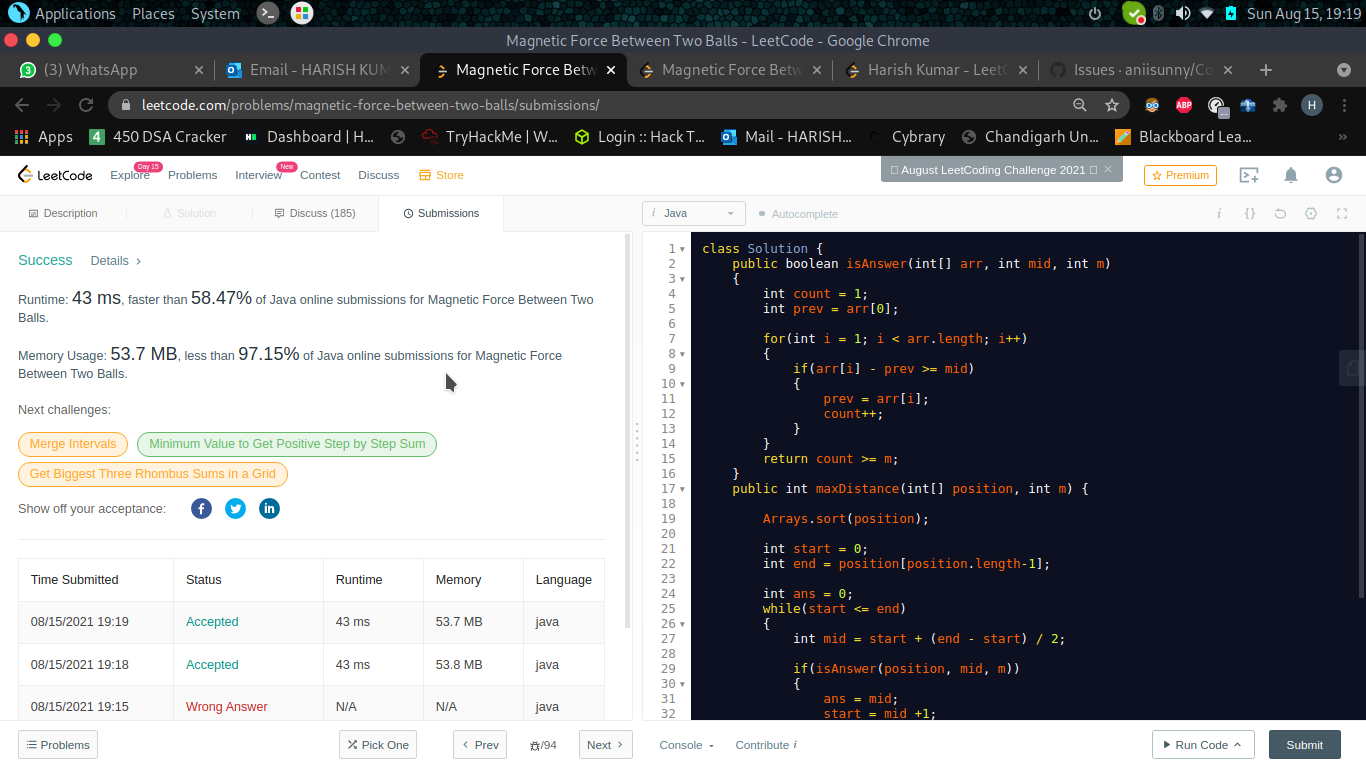 Applications Places System Sun Aug 15, 19:19
Magnetic Force Between Two Balls - LeetCode - Google Chrome
(3) WhatsApp Email - HARISH KUM Magnetic Force Betw Magnetic Force Betw Harish Kumar - LeetC Issues · aniisunny/Co
leetcode.com/problems/magnetic-force-between-two-balls/submissions/ ABP H
Apps 4 450 DSA Cracker Dashboard | H... TryHackMe | W... Login :: Hack T... Mail - HARISH... Cybrary Chandigarh Un... Blackboard Lea... »
LeetCode Explore Day 15 Problems Interview New Contest Discuss Store August LeetCoding Challenge 2021 Premium
Description Solution Discuss (185) Submissions
i Java Autocomplete
Success Details
Runtime: 43 ms, faster than 58.47% of Java online submissions for Magnetic Force Between Two
Balls.
Memory Usage: 53.7 MB, less than 97.15% of Java online submissions for Magnetic Force
Between Two Balls.
Next challenges:
Merge Intervals Minimum Value to Get Positive Step by Step Sum
Get Biggest Three Rhombus Sums in a Grid
Show off your acceptance:
Time Submitted Status Runtime Memory Language
08/15/2021 19:19 Accepted 43 ms 53.7 MB java
08/15/2021 19:18 Accepted 43 ms 53.8 MB java
08/15/2021 19:15 Wrong Answer N/A N/A java
1 class Solution {
2 public boolean isAnswer(int[] arr, int mid, int m)
3 {
4 int count = 1;
5 int prev = arr[0];
6
7 for(int i = 1; i < arr.length; i++)
8 {
9 if(arr[i] - prev >= mid)
10 {
11 prev = arr[i];
12 count++;
13 }
14 }
15 return count >= m;
16 }
17 public int maxDistance(int[] position, int m) {
18
19 Arrays.sort(position);
20
21 int start = 0;
22 int end = position[position.length-1];
23
24 int ans = 0;
25 while(start <= end)
26 {
27 int mid = start + (end - start) / 2;
28
29 if(isAnswer(position, mid, m))
30 {
31 ans = mid;
32 start = mid +1;
Problems Pick One Prev /94 Next Console Contribute i Run Code Submit